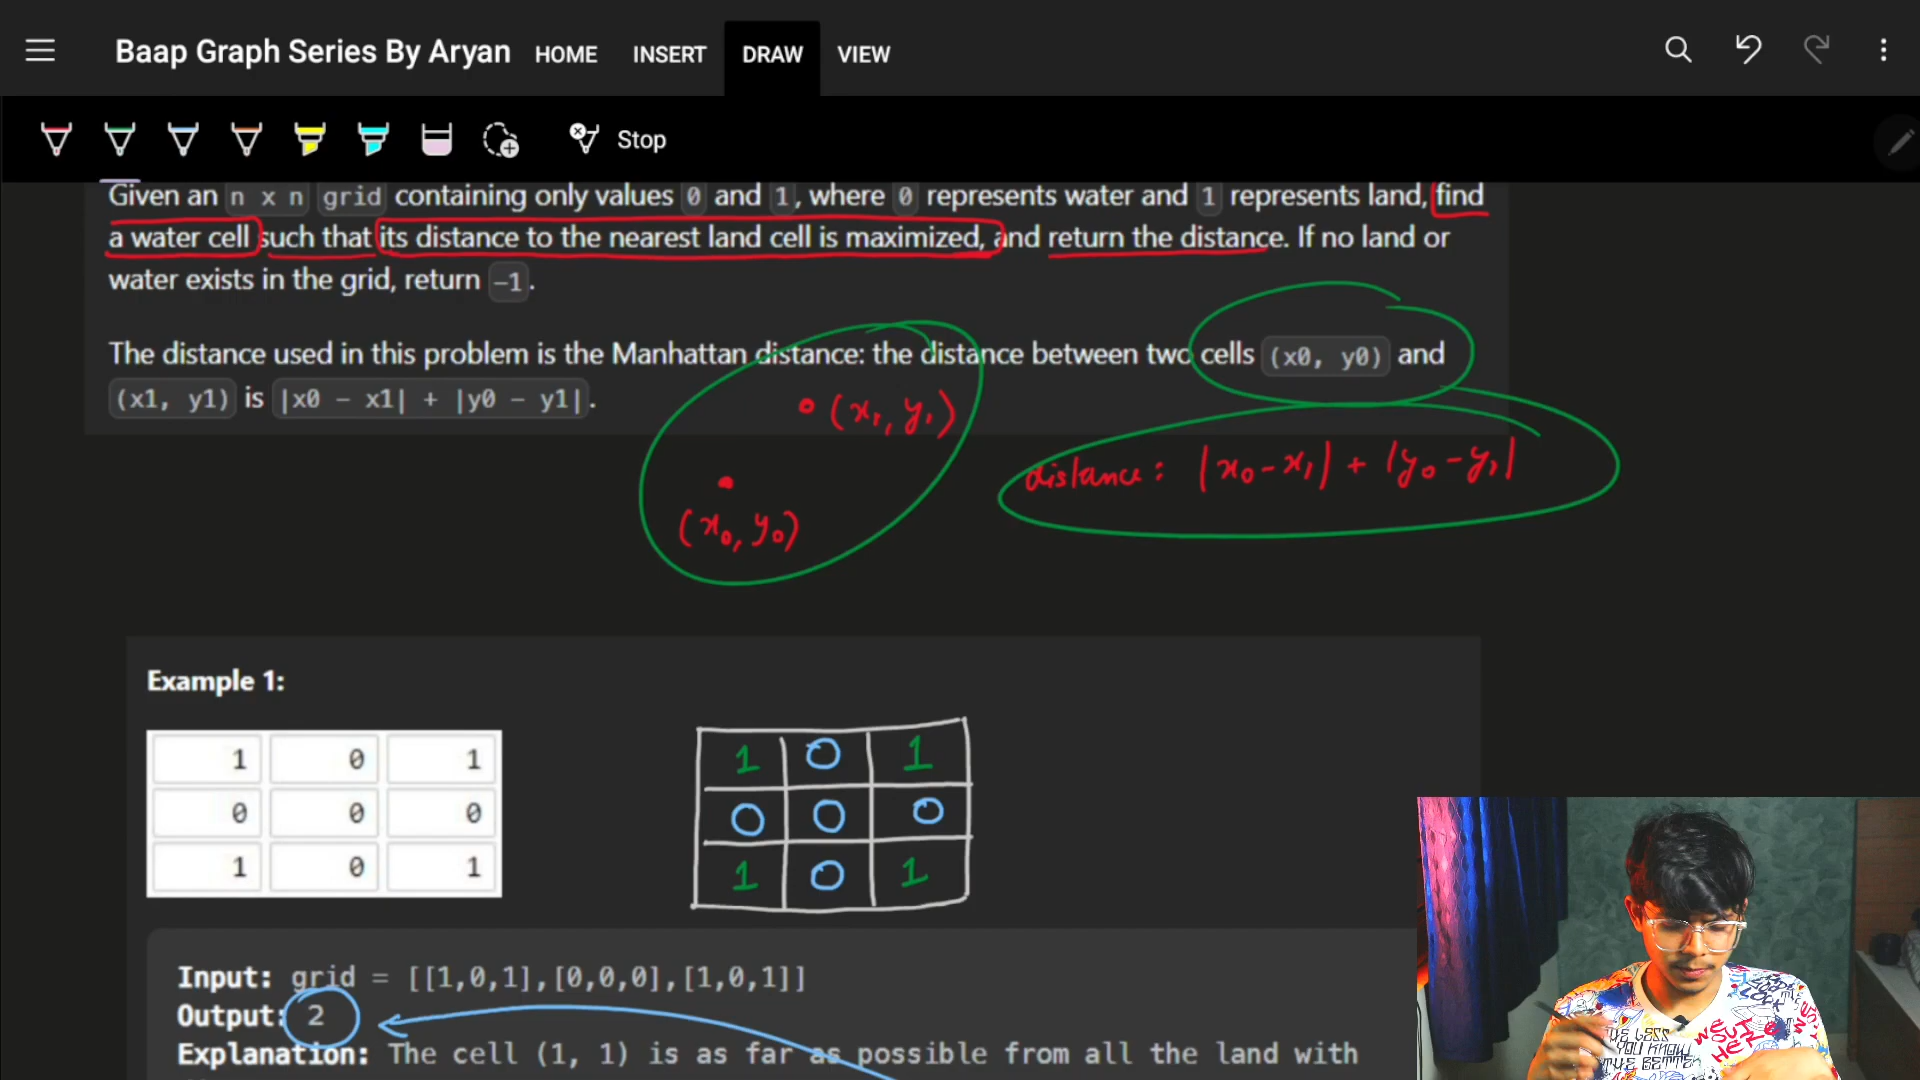 Baap Graph Series By Aryan HOME INSERT DRAW VIEW
Stop
Given an n x n grid containing only values 0 and 1, where 0 represents water and 1 represents land, find
a water cell such that its distance to the nearest land cell is maximized, and return the distance. If no land or
water exists in the grid, return -1.
The distance used in this problem is the Manhattan distance: the distance between two cells (x0, y0) and
(x1, y1) is |x0 - x1| + |y0 - y1|.
(x₁, y₁)
distance: |x₀-x₁| + |y₀-y₁|
(x₀, y₀)
Example 1:
1 0 1
0 0 0
1 0 1
1 0 1
0 0 0
1 0 1
Input: grid = [[1,0,1],[0,0,0],[1,0,1]]
Output: 2
Explanation: The cell (1, 1) is as far as possible from all the land with